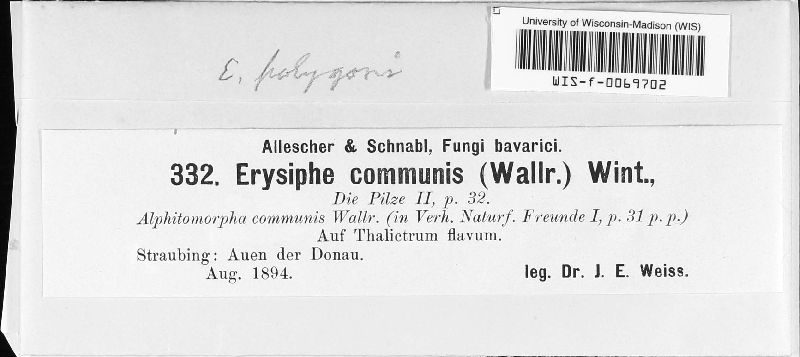 University of Wisconsin-Madison (WIS)
WIS-f-0069702
E. polygoni
Allescher & Schnabl, Fungi bavarici.
332. Erysiphe communis (Wallr.) Wint.,
Die Pilze II, p. 32.
Alphitomorpha communis Wallr. (in Verh. Naturf. Freunde I, p. 31 p. p.)
Auf Thalictrum flavum.
Straubing: Auen der Donau.
Aug. 1894.
leg. Dr. J. E. Weiss.